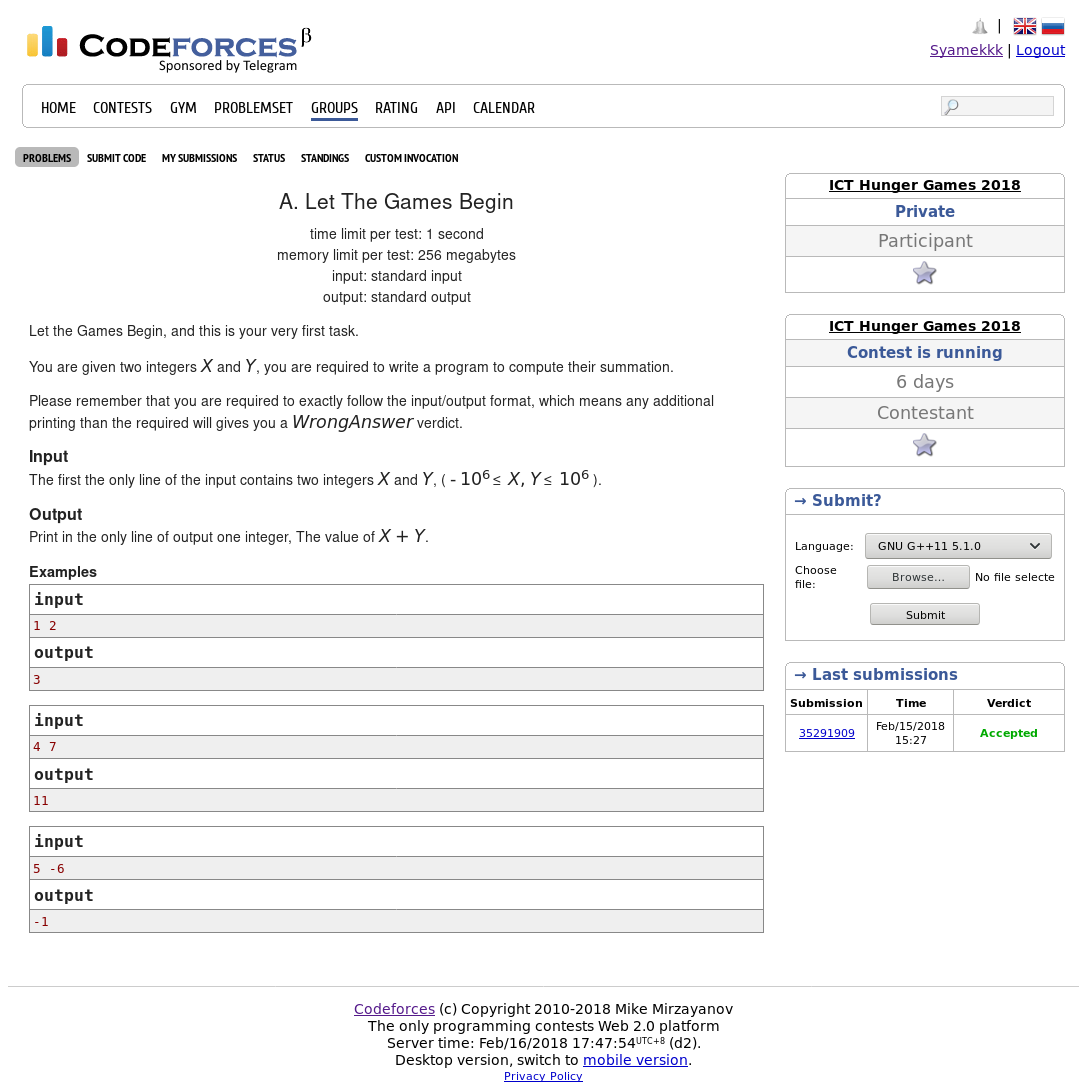 CODEFORCES β
Sponsored by Telegram
|
Syamekkk | Logout
HOME CONTESTS GYM PROBLEMSET GROUPS RATING API CALENDAR
PROBLEMS SUBMIT CODE MY SUBMISSIONS STATUS STANDINGS CUSTOM INVOCATION
A. Let The Games Begin
time limit per test: 1 second
memory limit per test: 256 megabytes
input: standard input
output: standard output
Let the Games Begin, and this is your very first task.
You are given two integers X and Y, you are required to write a program to compute their summation.
Please remember that you are required to exactly follow the input/output format, which means any additional
printing than the required will gives you a WrongAnswer verdict.
Input
The first the only line of the input contains two integers X and Y, ( - 10⁶ ≤ X, Y ≤ 10⁶ ).
Output
Print in the only line of output one integer, The value of X + Y.
Examples
input
1 2
output
3
input
4 7
output
11
input
5 -6
output
-1
ICT Hunger Games 2018
Private
Participant
ICT Hunger Games 2018
Contest is running
6 days
Contestant
→ Submit?
Language: GNU G++11 5.1.0
Choose
file: Browse... No file selecte
Submit
→ Last submissions
Submission Time Verdict
35291909 Feb/15/2018
15:27 Accepted
Codeforces (c) Copyright 2010-2018 Mike Mirzayanov
The only programming contests Web 2.0 platform
Server time: Feb/16/2018 17:47:54 UTC+8 (d2).
Desktop version, switch to mobile version.
Privacy Policy